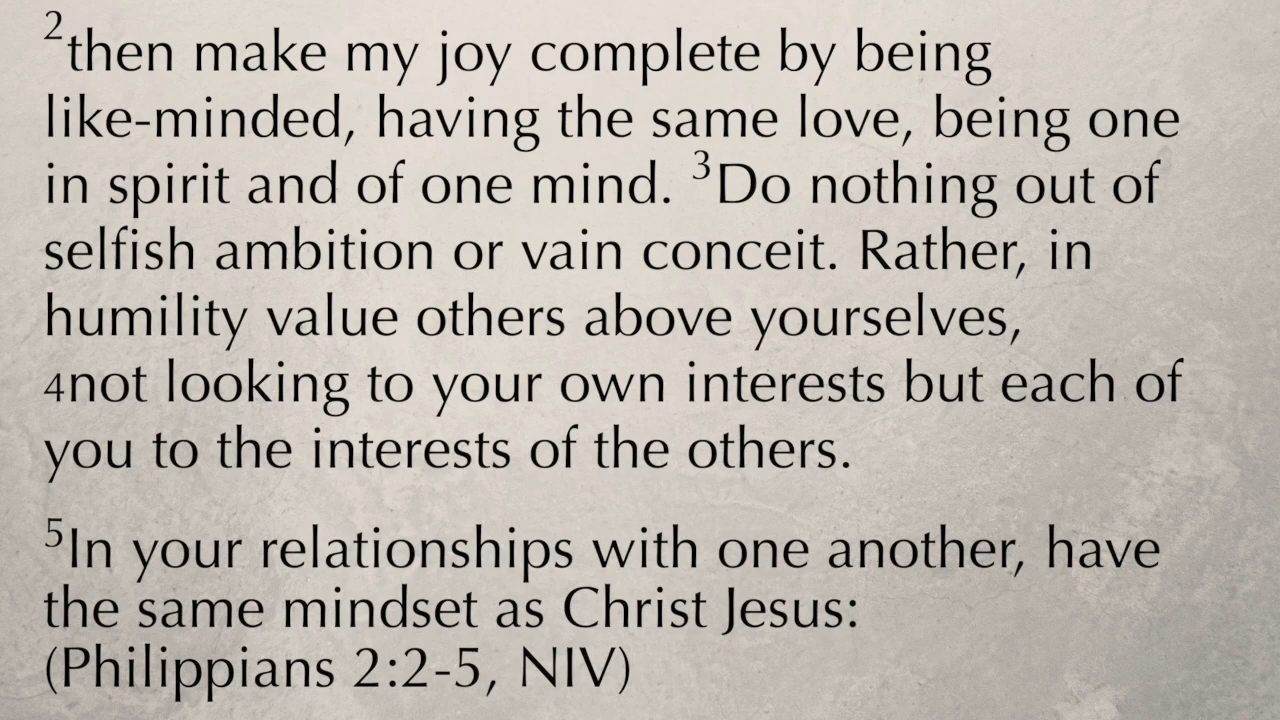 ²then make my joy complete by being
like-minded, having the same love, being one
in spirit and of one mind. ³Do nothing out of
selfish ambition or vain conceit. Rather, in
humility value others above yourselves,
4not looking to your own interests but each of
you to the interests of the others.
⁵In your relationships with one another, have
the same mindset as Christ Jesus:
(Philippians 2:2-5, NIV)